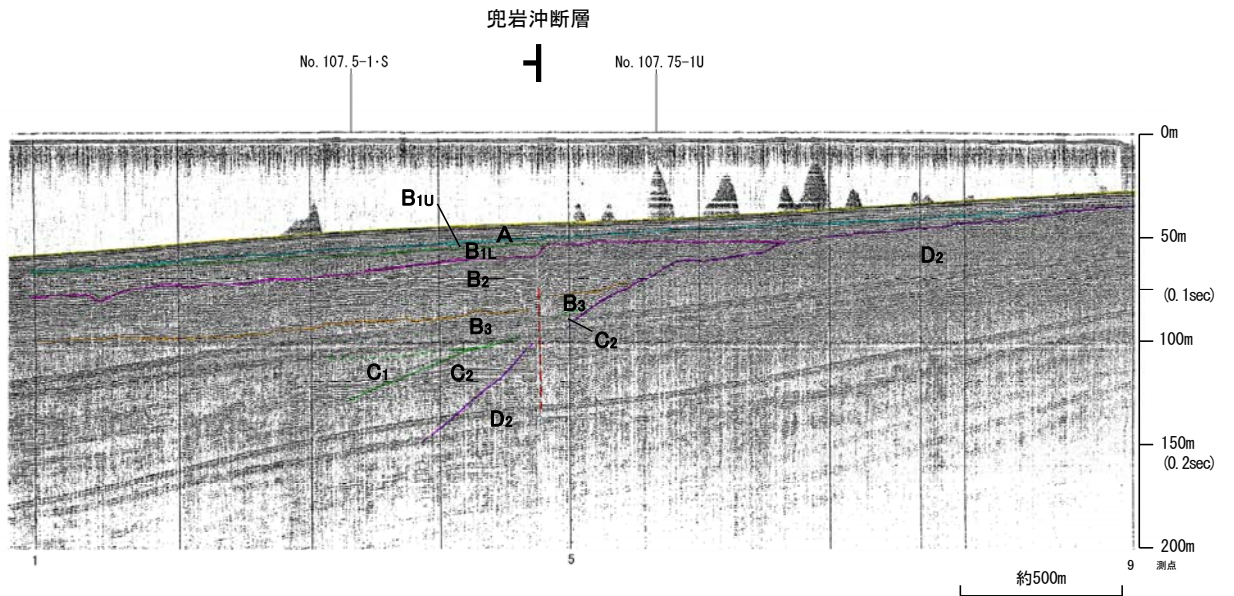 兜岩沖断層
No. 107.5-1・S
No. 107.75-1U
0m
B1U
A
B1L
50m
D2
B2
(0.1sec)
B3
B3
100m
C2
C1
C2
D2
150m
(0.2sec)
200m
1
5
9
測点
約500m